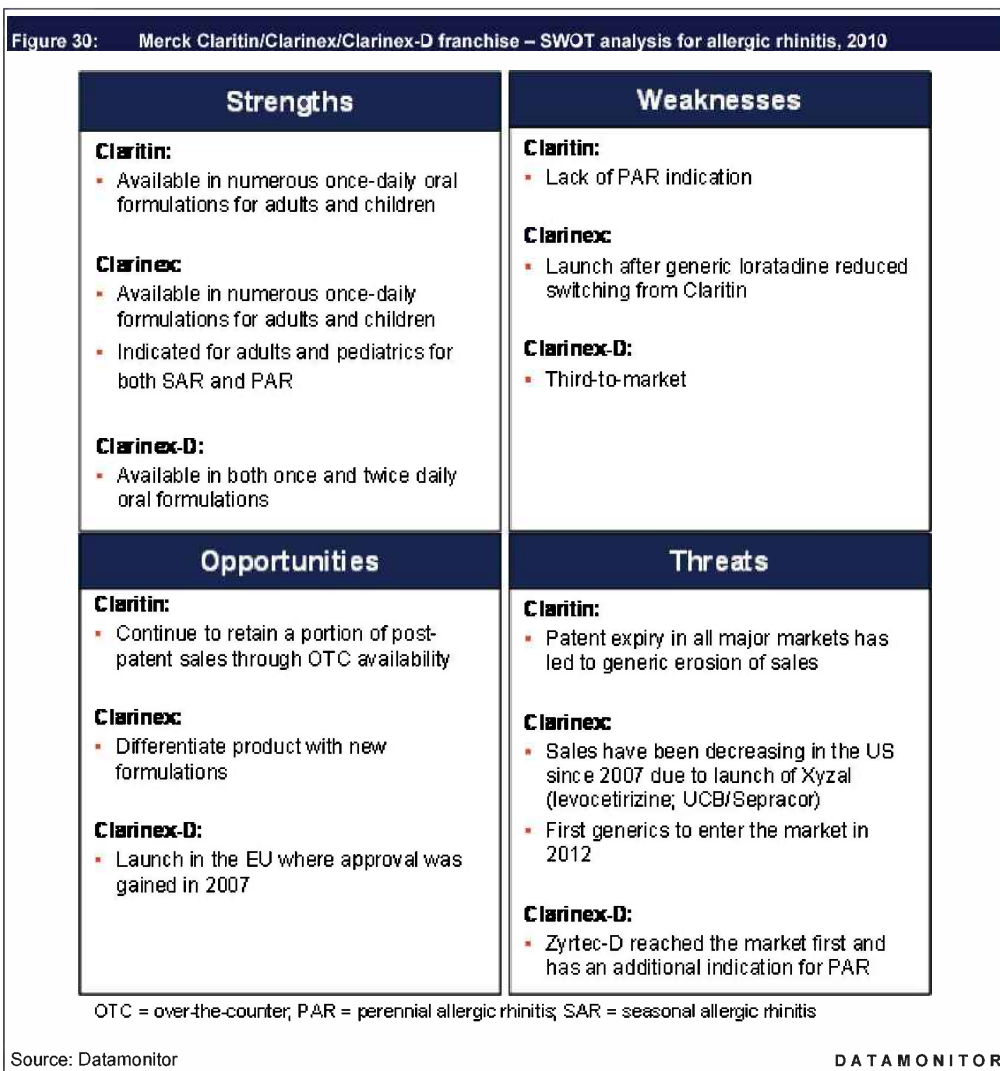 Figure 30: Merck Claritin/Clarinex/Clarinex-D franchise – SWOT analysis for allergic rhinitis, 2010
Strengths
Claritin:
▪ Available in numerous once-daily oral
formulations for adults and children
Clarinex:
▪ Available in numerous once-daily
formulations for adults and children
▪ Indicated for adults and pediatrics for
both SAR and PAR
Clarinex-D:
▪ Available in both once and twice daily
oral formulations
Weaknesses
Claritin:
▪ Lack of PAR indication
Clarinex:
▪ Launch after generic loratadine reduced
switching from Claritin
Clarinex-D:
▪ Third-to-market
Opportunities
Claritin:
▪ Continue to retain a portion of post-
patent sales through OTC availability
Clarinex:
▪ Differentiate product with new
formulations
Clarinex-D:
▪ Launch in the EU where approval was
gained in 2007
Threats
Claritin:
▪ Patent expiry in all major markets has
led to generic erosion of sales
Clarinex:
▪ Sales have been decreasing in the US
since 2007 due to launch of Xyzal
(levocetirizine; UCB/Sepracor)
▪ First generics to enter the market in
2012
Clarinex-D:
▪ Zyrtec-D reached the market first and
has an additional indication for PAR
OTC = over-the-counter; PAR = perennial allergic rhinitis; SAR = seasonal allergic rhinitis
Source: Datamonitor
DATAMONITOR